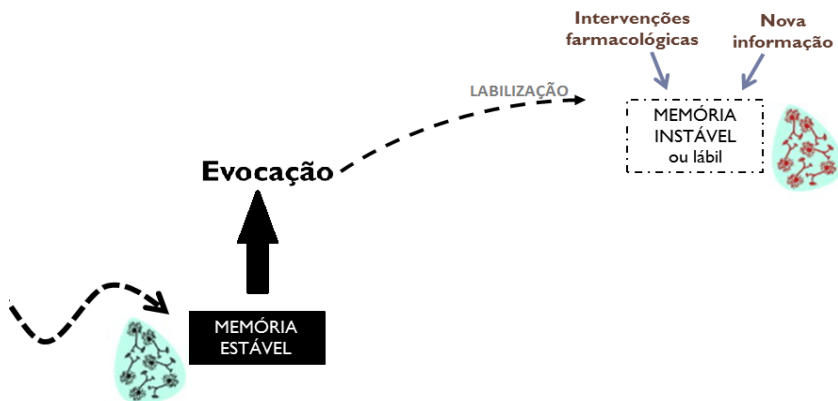 Intervenções
farmacológicas
Nova
informação
LABILIZAÇÃO
MEMÓRIA
INSTÁVEL
ou lábil
Evocação
MEMÓRIA
ESTÁVEL